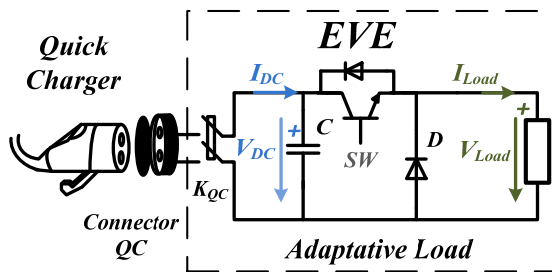 Quick
Charger
EVE
I_DC
I_Load
+
C
+
V_DC
SW
D
V_Load
K_QC
Connector
QC
Adaptative Load